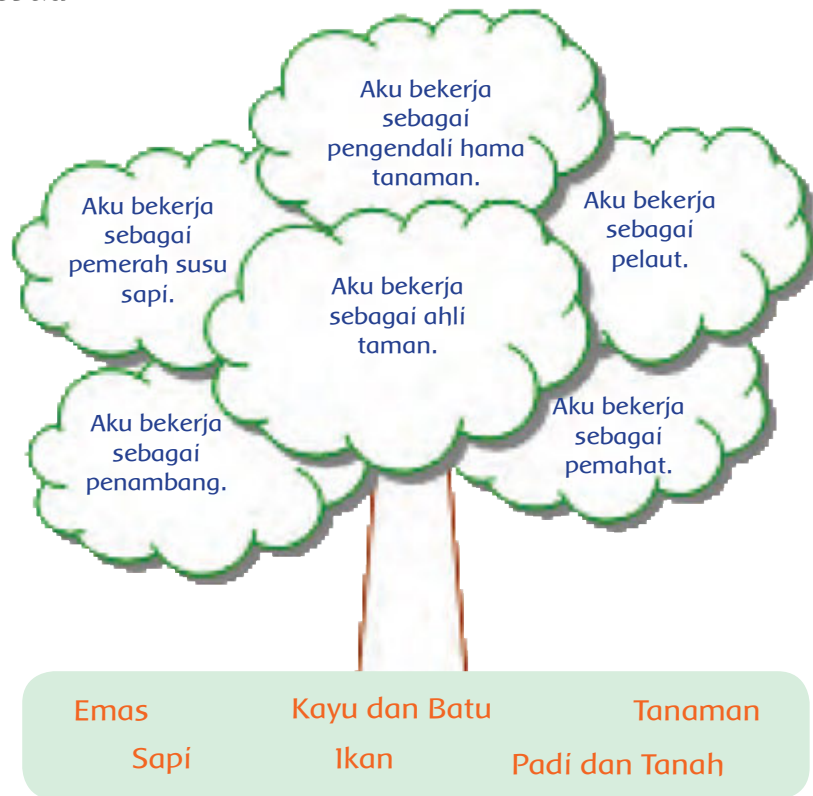 Aku bekerja
sebagai
pengendali hama
tanaman.
Aku bekerja
sebagai
pemerah susu
sapi.
Aku bekerja
sebagai
pelaut.
Aku bekerja
sebagai ahli
taman.
Aku bekerja
sebagai
penambang.
Aku bekerja
sebagai
pemahat.
Emas Kayu dan Batu Tanaman
Sapi Ikan Padi dan Tanah